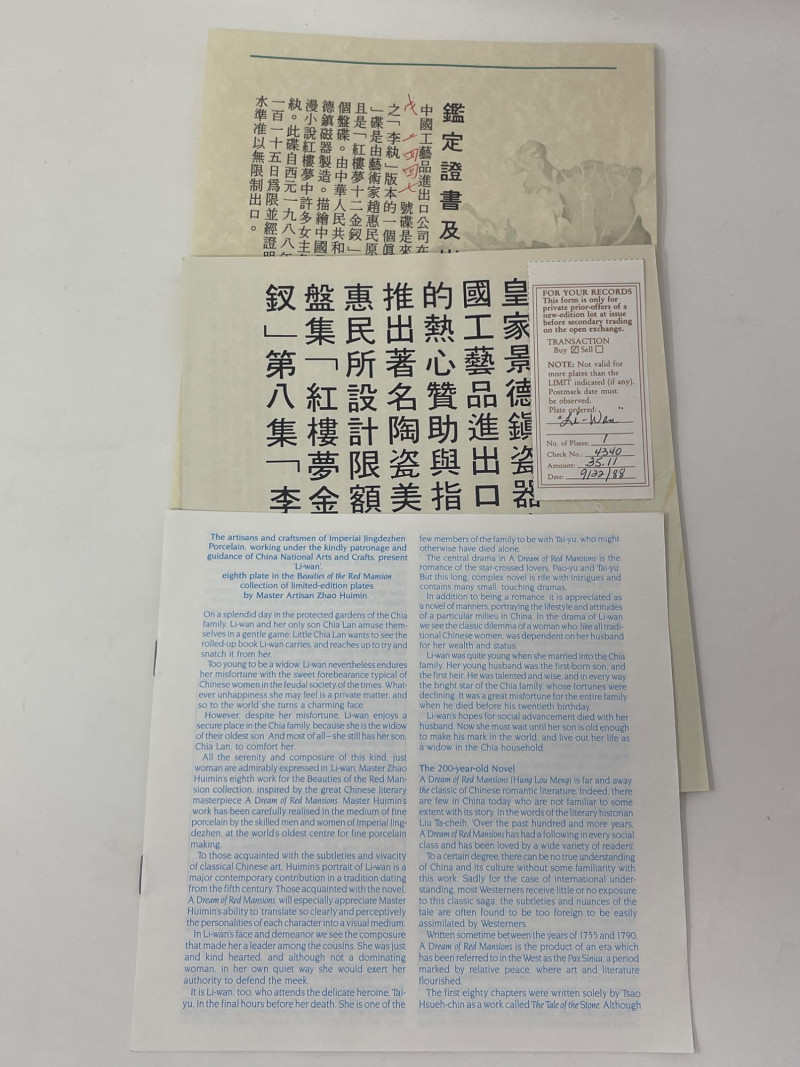 鑑定證書及
中國工藝品進出口公司在
一四四七號碟是來
之「李紈」版本的一個眞
」碟是由藝術家趙惠民原
且是「紅樓夢十二金釵」
個盤碟。由中華人民共和
德鎮磁器製造。描繪中國
漫小說紅樓夢中許多女主
紈。此碟自西元一九八八年
一百一十五日爲限並經證
水準准以無限制出口。
皇家景德鎮瓷器
國工藝品進出口
的熱心贊助與指
推出著名陶瓷美
惠民所設計限額
盤集「紅樓夢金
釵」第八集「李
FOR YOUR RECORDS
This form is only for
private prior-offers of a
new-edition lot at issue
before secondary trading
on the open exchange.
TRANSACTION
Buy ☑ Sell ☐
NOTE: Not valid for
more plates than the
LIMIT indicated (if any).
Postmark date must
be observed.
Plate ordered:
"Li-Wan"
No. of Plates: 1
Check No.: 4340
Amount: 35.11
Date: 9/22/88
The artisans and craftsmen of Imperial Jingdezhen
Porcelain, working under the kindly patronage and
guidance of China National Arts and Crafts, present
'Li-wan',
eighth plate in the Beauties of the Red Mansion
collection of limited-edition plates
by Master Artisan Zhao Huimin.
On a splendid day in the protected gardens of the Chia
family, Li-wan and her only son Chia Lan amuse them-
selves in a gentle game. Little Chia Lan wants to see the
rolled-up book Li-wan carries, and reaches up to try and
snatch it from her.
Too young to be a widow, Li-wan nevertheless endures
her misfortune with the sweet forebearance typical of
Chinese women in the feudal society of the times. What-
ever unhappiness she may feel is a private matter, and
so to the world she turns a charming face.
However, despite her misfortune, Li-wan enjoys a
secure place in the Chia family, because she is the widow
of their oldest son. And most of all—she still has her son,
Chia Lan, to comfort her.
All the serenity and composure of this kind, just
woman are admirably expressed in 'Li-wan', Master Zhao
Huimin's eighth work for the Beauties of the Red Man-
sion collection, inspired by the great Chinese literary
masterpiece A Dream of Red Mansions. Master Huimin's
work has been carefully realised in the medium of fine
porcelain by the skilled men and women of Imperial Jing-
dezhen, at the world's oldest centre for fine porcelain
making.
To those acquainted with the subtleties and vivacity
of classical Chinese art, Huimin's portrait of Li-wan is a
major contemporary contribution in a tradition dating
from the fifth century. Those acquainted with the novel,
A Dream of Red Mansions, will especially appreciate Master
Huimin's ability to 'translate' so clearly and perceptively
the personalities of each character into a visual medium.
In Li-wan's face and demeanor we see the composure
that made her a leader among the cousins. She was just
and kind hearted, and although not a dominating
woman, in her own quiet way she would exert her
authority to defend the meek.
It is Li-wan, too, who attends the delicate heroine, Tai-
yu, in the final hours before her death. She is one of the
few members of the family to be with Tai-yu, who might
otherwise have died alone.
The central drama in A Dream of Red Mansions is the
romance of the star-crossed lovers, Pao-yu and Tai-yu.
But this long, complex novel is rife with intrigues and
contains many small, touching dramas.
In addition to being a romance, it is appreciated as
a novel of manners, portraying the lifestyle and attitudes
of a particular milieu in China. In the drama of Li-wan
we see the classic dilemma of a woman who, like all tradi-
tional Chinese women, was dependent on her husband
for her wealth and status.
Li-wan was quite young when she married into the Chia
family. Her young husband was the first-born son, and
the first heir. He was talented and wise, and in every way
the bright star of the Chia family, whose fortunes were
declining. It was a great misfortune for the entire family
when he died before his twentieth birthday.
Li-wan's hopes for social advancement died with her
husband. Now she must wait until her son is old enough
to make his mark in the world, and live out her life as
a widow in the Chia household.
The 200-year-old Novel
A Dream of Red Mansions (Hung Lou Meng) is far and away
the classic of Chinese romantic literature. Indeed, there
are few in China today who are not familiar to some
extent with its story. In the words of the literary historian
Liu Ta-cheih, 'Over the past hundred and more years,
A Dream of Red Mansions has had a following in every social
class and has been loved by a wide variety of readers'.
To a certain degree, there can be no true understanding
of China and its culture without some familiarity with
this work. Sadly for the case of international under-
standing, most Westerners receive little or no exposure
to this classic saga; the subtleties and nuances of the
tale are often found to be too foreign to be easily
assimilated by Westerners.
Written sometime between the years of 1755 and 1790,
A Dream of Red Mansions is the product of an era which
has been referred to in the West as the Pax Sinica, a period
marked by relative peace, where art and literature
flourished.
The first eighty chapters were written solely by Tsao
Hsueh-chin as a work called The Tale of the Stone. Although